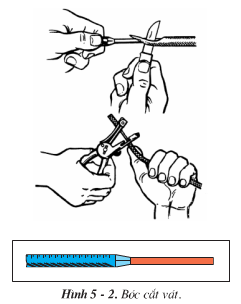 Hình 5 - 2. Bóc cắt vát.